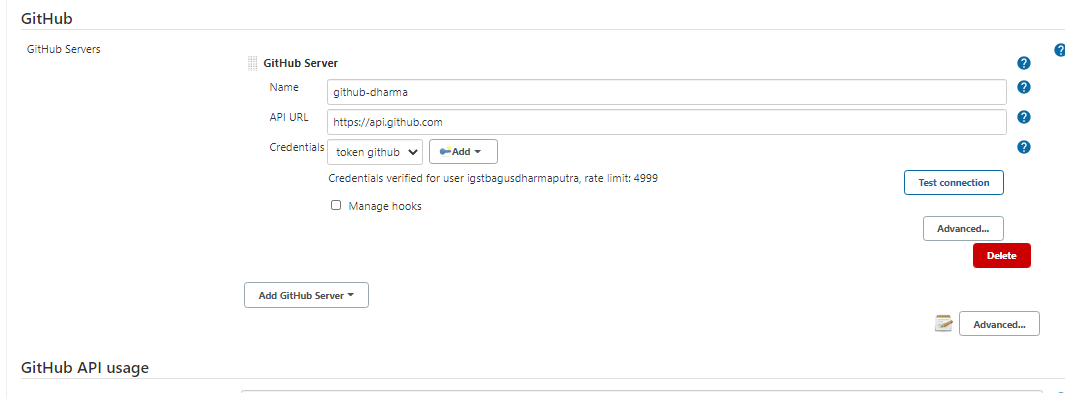 GitHub
GitHub Servers
?
GitHub Server
?
Name
github-dharma
?
API URL
https://api.github.com
?
Credentials
token github
Add
?
Credentials verified for user igstbagusdharmaputra, rate limit: 4999
Test connection
Manage hooks
Advanced...
Delete
Add GitHub Server
Advanced...
GitHub API usage